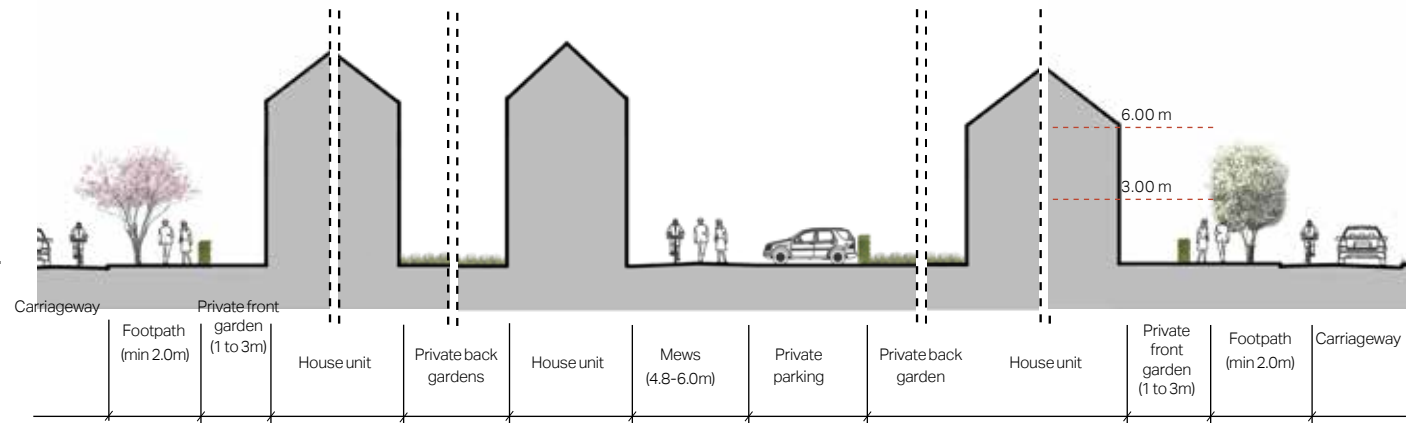 6.00 m
3.00 m
Carriageway
Footpath
(min 2.0m)
Private front
garden
(1 to 3m)
House unit
Private back
gardens
House unit
Mews
(4.8-6.0m)
Private
parking
Private back
garden
House unit
Private
front
garden
(1 to 3m)
Footpath
(min 2.0m)
Carriageway